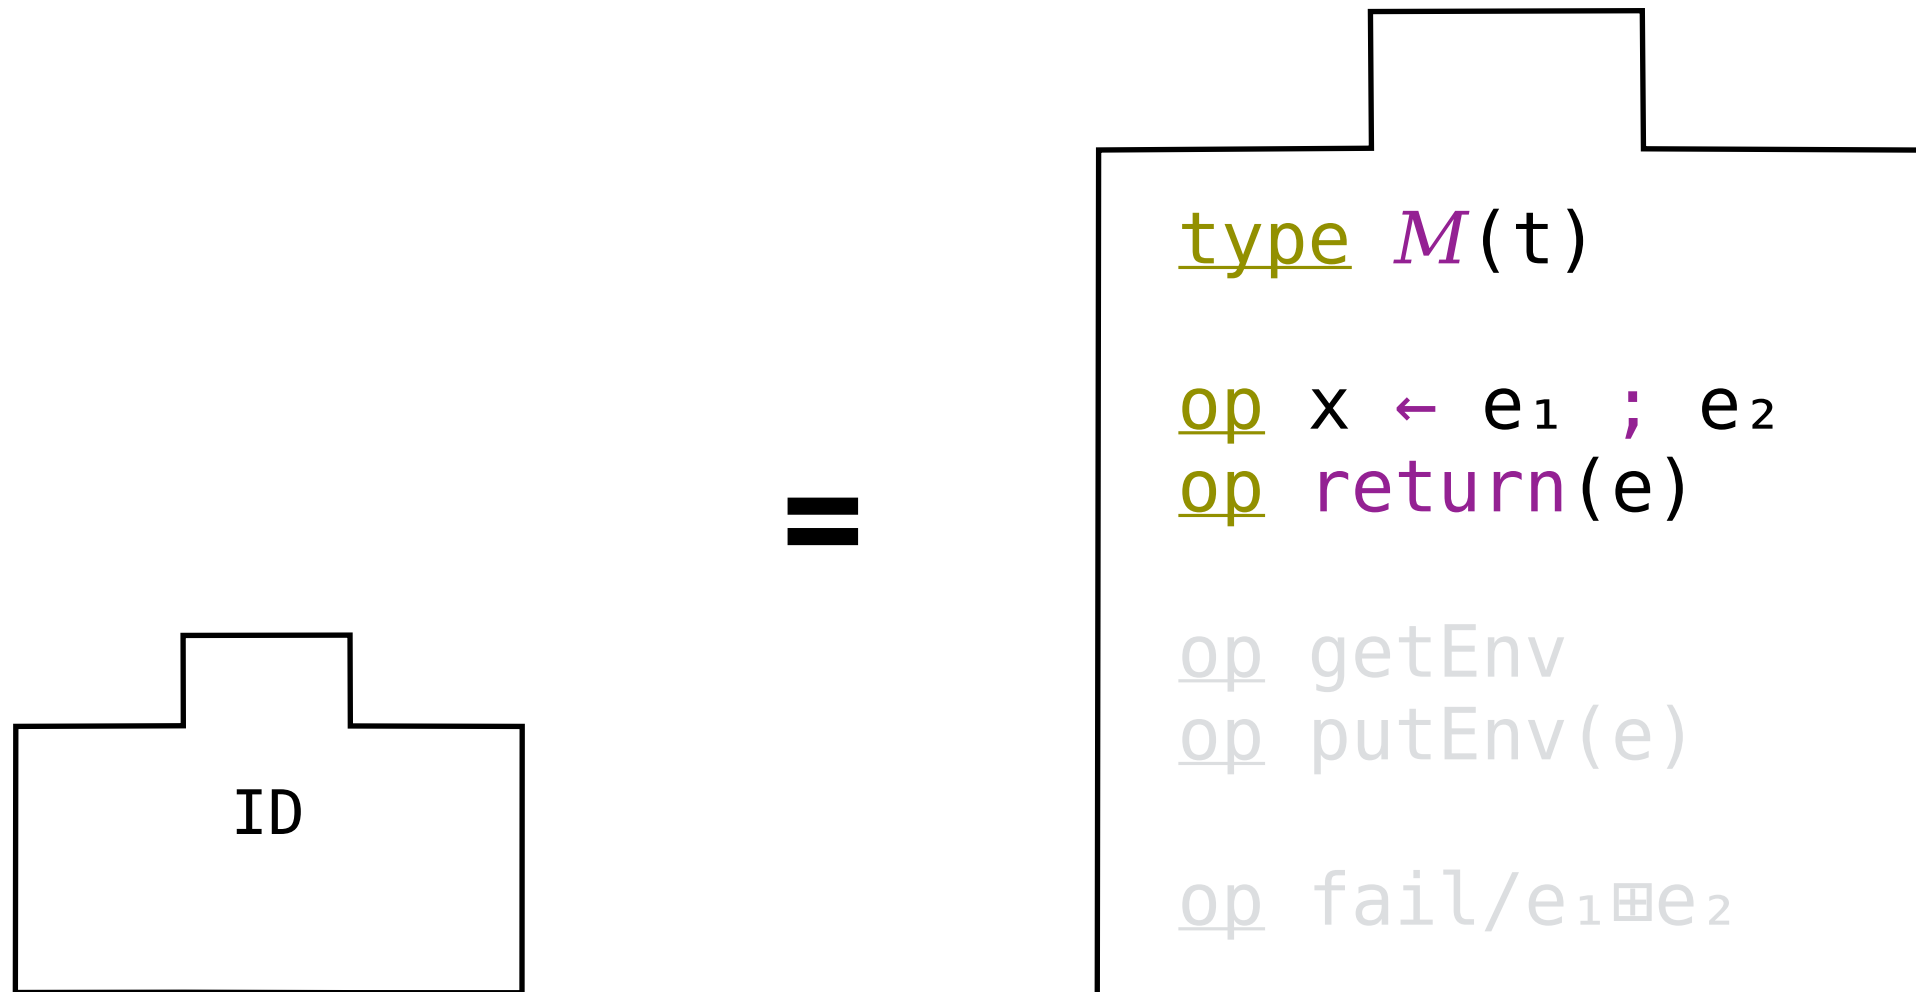 ID
=
type M(t)
op x ← e₁ ; e₂
op return(e)
op getEnv
op putEnv(e)
op fail/e₁⊞e₂